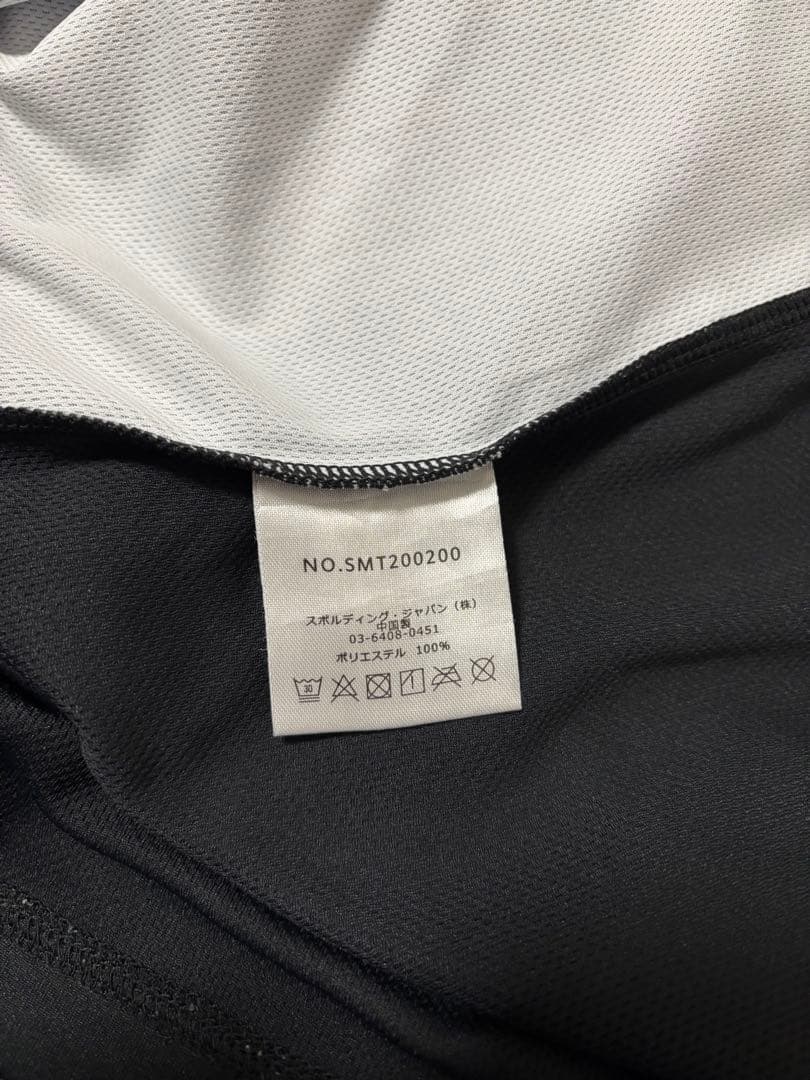 NO.SMT200200
スポルディング・ジャパン（株）
中国製
03-6408-0451
ポリエステル 100%
30